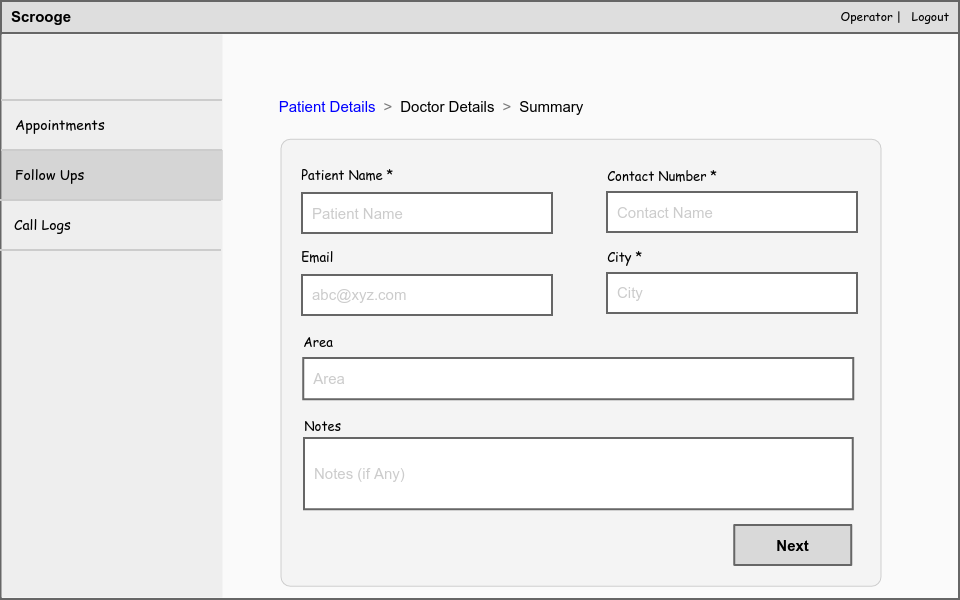 Scrooge
Operator | Logout
Appointments
Follow Ups
Call Logs
Patient Details > Doctor Details > Summary
Patient Name * Contact Number *
Patient Name Contact Name
Email City *
abc@xyz.com City
Area
Area
Notes
Notes (if Any)
Next